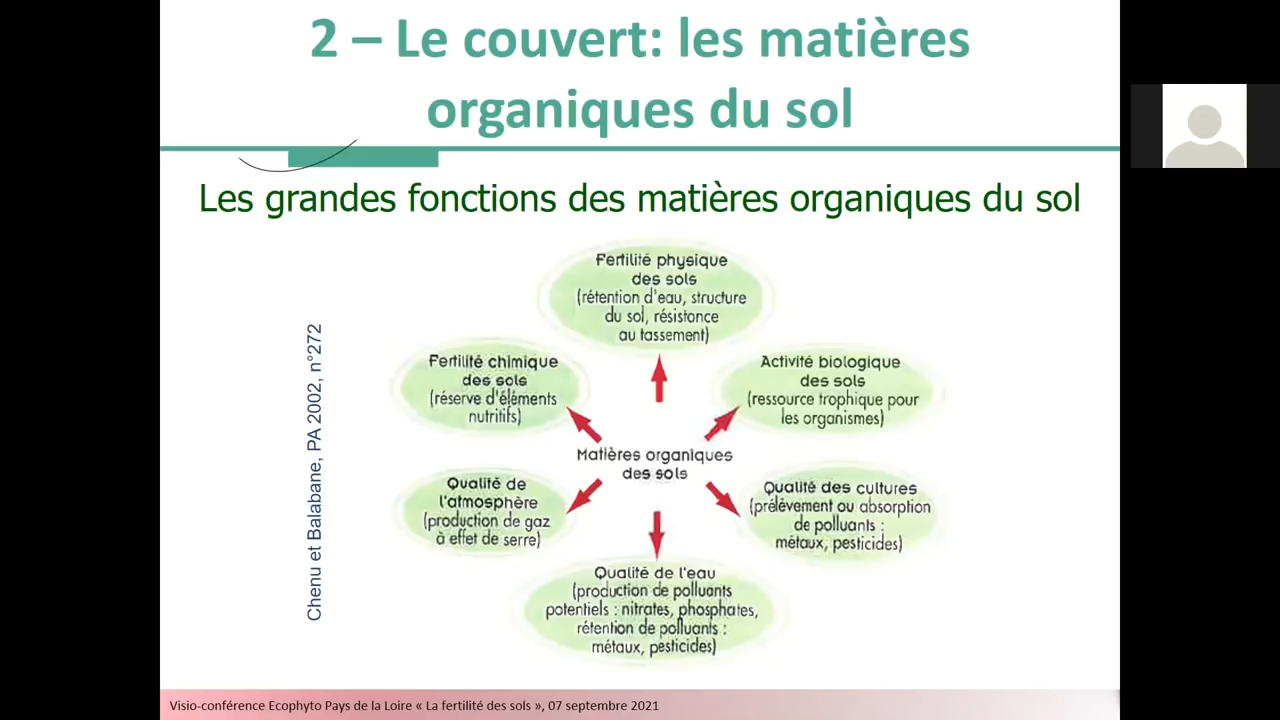 2 – Le couvert: les matières
organiques du sol
Les grandes fonctions des matières organiques du sol
Chenu et Balabane, PA 2002, n°272
Fertilité physique
des sols
(rétention d'eau, structure
du sol, résistance
au tassement)
Fertilité chimique
des sols
(réserve d'éléments
nutritifs)
Activité biologique
des sols
(ressource trophique pour
les organismes)
Matières organiques
des sols
Qualité de
l'atmosphère
(production de gaz
à effet de serre)
Qualité des cultures
(prélèvement ou absorption
de polluants :
métaux, pesticides)
Qualité de l'eau
(production de polluants
potentiels : nitrates, phosphates,
rétention de polluants :
métaux, pesticides)
Visio-conférence Ecophyto Pays de la Loire « La fertilité des sols », 07 septembre 2021